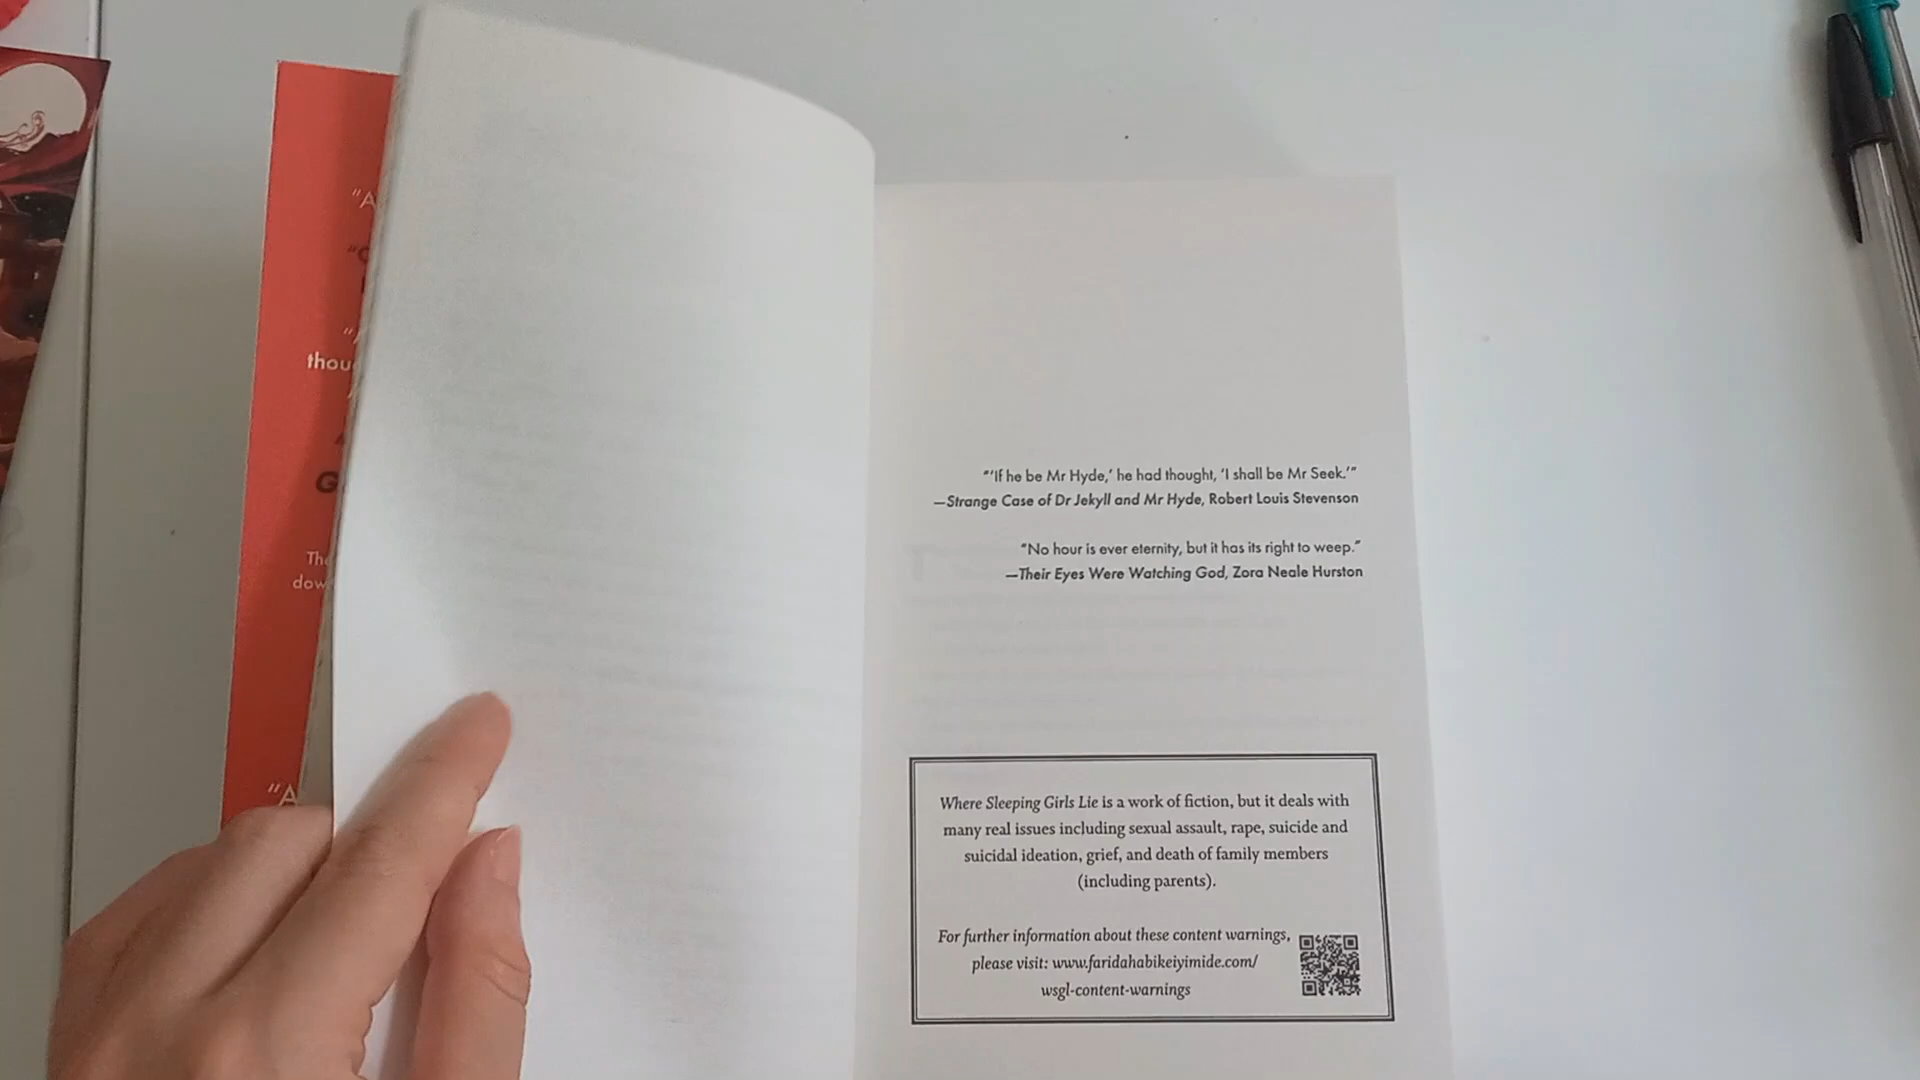 "A
thou
G
The
dow
"A
"'If he be Mr Hyde,' he had thought, 'I shall be Mr Seek.'"
—Strange Case of Dr Jekyll and Mr Hyde, Robert Louis Stevenson
"No hour is ever eternity, but it has its right to weep."
—Their Eyes Were Watching God, Zora Neale Hurston
Where Sleeping Girls Lie is a work of fiction, but it deals with
many real issues including sexual assault, rape, suicide and
suicidal ideation, grief, and death of family members
(including parents).
For further information about these content warnings,
please visit: www.faridahabikeiyimide.com/
wsgl-content-warnings